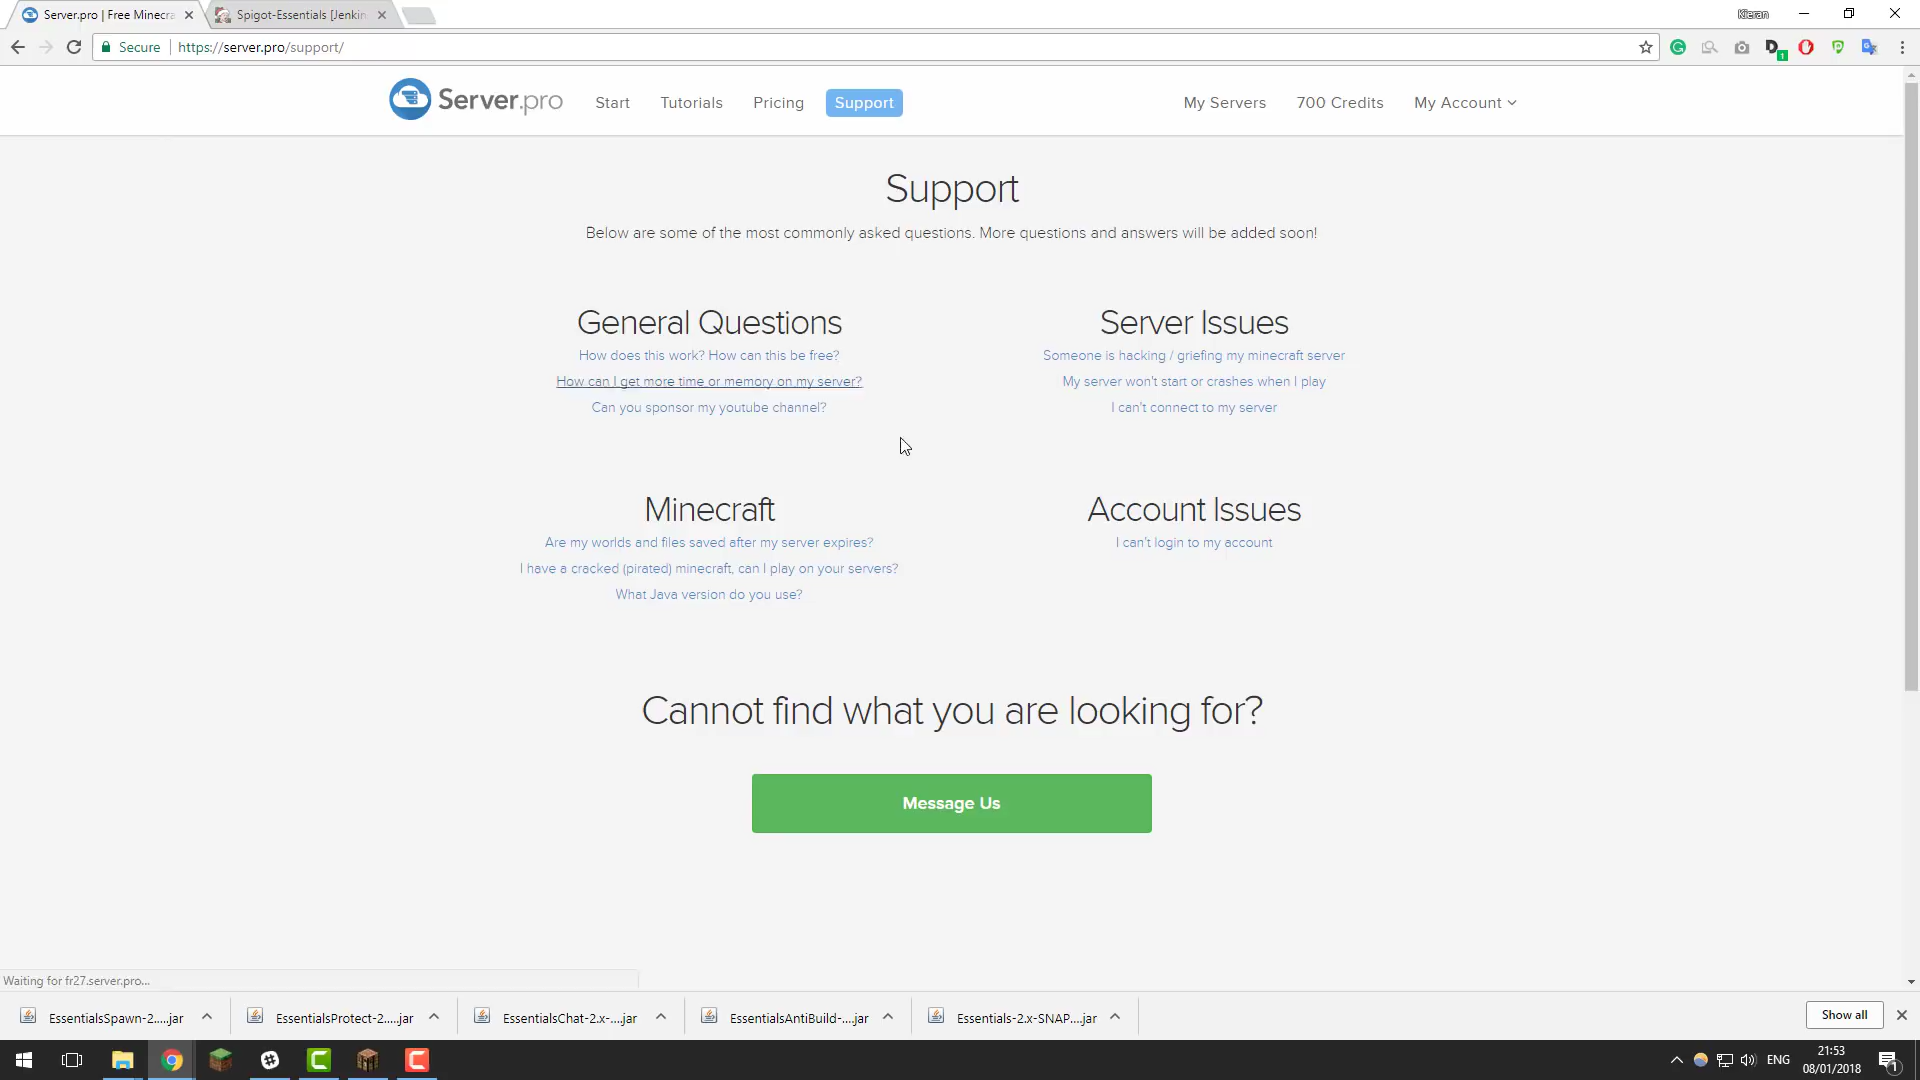 Server.pro | Free Minecra
Spigot-Essentials [Jenkin
Kieran
Secure
https://server.pro/support/
1
Server.pro
Start
Tutorials
Pricing
Support
My Servers
700 Credits
My Account
Support
Below are some of the most commonly asked questions. More questions and answers will be added soon!
General Questions
How does this work? How can this be free?
How can I get more time or memory on my server?
Can you sponsor my youtube channel?
Server Issues
Someone is hacking / griefing my minecraft server
My server won't start or crashes when I play
I can't connect to my server
Minecraft
Are my worlds and files saved after my server expires?
I have a cracked (pirated) minecraft, can I play on your servers?
What Java version do you use?
Account Issues
I can't login to my account
Cannot find what you are looking for?
Message Us
Waiting for fr27.server.pro...
EssentialsSpawn-2.....jar
EssentialsProtect-2.....jar
EssentialsChat-2.x-....jar
EssentialsAntiBuild-....jar
Essentials-2.x-SNAP....jar
Show all
ENG
21:53
08/01/2018
1